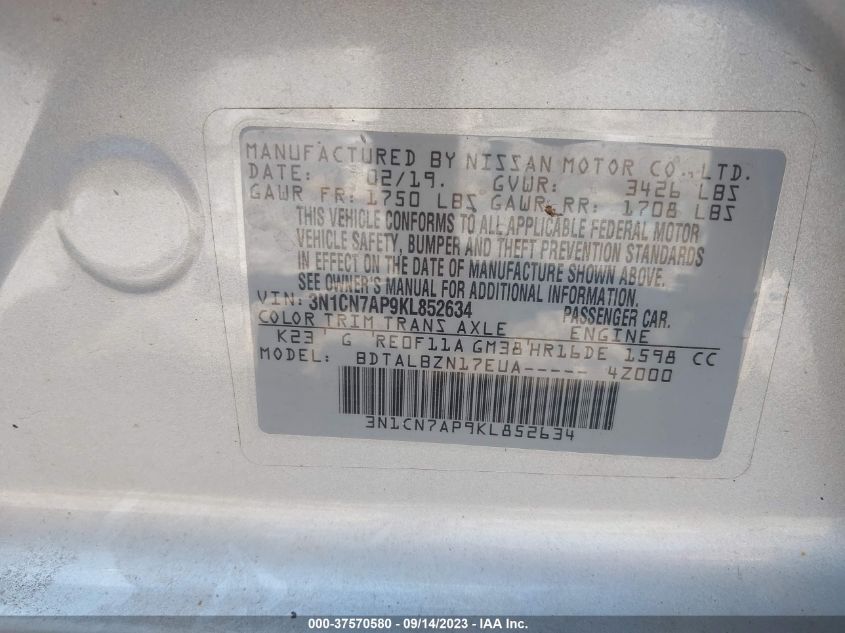 MANUFACTURED BY NISSAN MOTOR CO., LTD.
DATE: 02/19. GVWR: 3426 LBS
GAWR FR: 1750 LBS GAWR RR: 1708 LBS
THIS VEHICLE CONFORMS TO ALL APPLICABLE FEDERAL MOTOR
VEHICLE SAFETY, BUMPER AND THEFT PREVENTION STANDARDS
IN EFFECT ON THE DATE OF MANUFACTURE SHOWN ABOVE.
SEE OWNER'S MANUAL FOR ADDITIONAL INFORMATION.
VIN: 3N1CN7AP9KL852634 PASSENGER CAR.
COLOR TRIM TRANS AXLE ENGINE
K23 G RE0F11A GM38 HR16DE 1598 CC
MODEL: BDTALBZN17EUA----- 4Z000
3N1CN7AP9KL852634
000-37570580 - 09/14/2023 - IAA Inc.